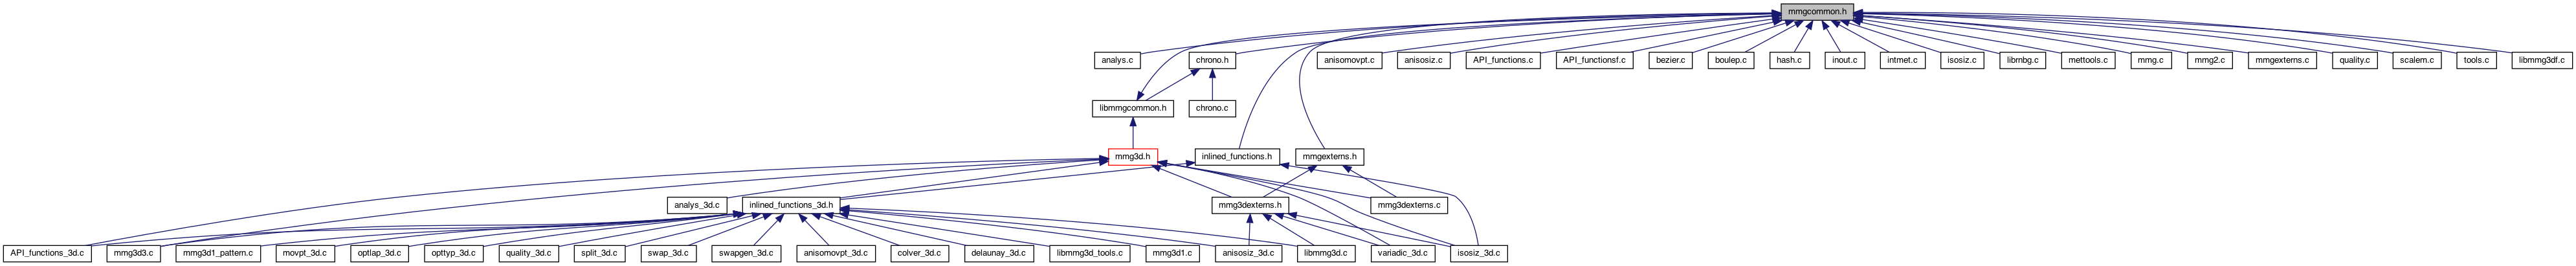 mmgcommon.h
analys.c
chrono.h
anisomovpt.c
anisosiz.c
API_functions.c
API_functionsf.c
bezier.c
boulep.c
hash.c
inout.c
intmet.c
isosiz.c
librnbg.c
mettools.c
mmg.c
mmg2.c
mmgexterns.c
quality.c
scalem.c
tools.c
libmmg3df.c
libmmgcommon.h
chrono.c
mmg3d.h
inlined_functions.h
mmgexterns.h
analys_3d.c
inlined_functions_3d.h
mmg3dexterns.h
mmg3dexterns.c
API_functions_3d.c
mmg3d3.c
mmg3d1_pattern.c
movpt_3d.c
optlap_3d.c
opttyp_3d.c
quality_3d.c
split_3d.c
swap_3d.c
swapgen_3d.c
anisomovpt_3d.c
colver_3d.c
delaunay_3d.c
libmmg3d_tools.c
mmg3d1.c
anisosiz_3d.c
libmmg3d.c
variadic_3d.c
isosiz_3d.c